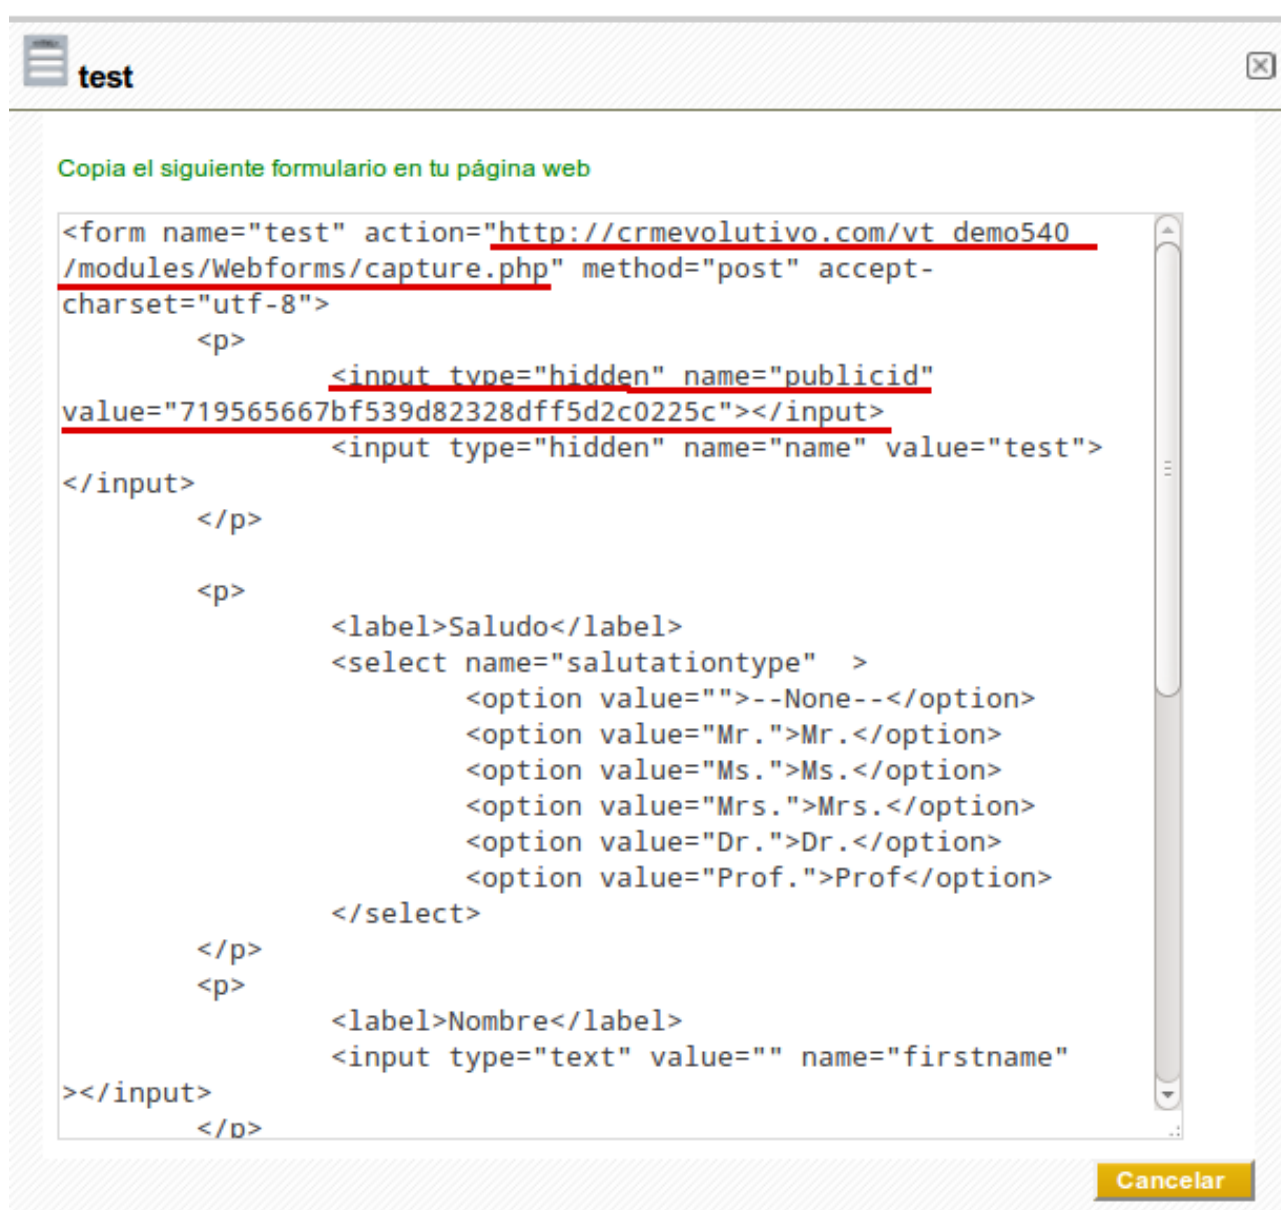 test
Copia el siguiente formulario en tu página web
<form name="test" action="http://crmevolutivo.com/vt_demo540
/modules/Webforms/capture.php" method="post" accept-
charset="utf-8">
<p>
<input type="hidden" name="publicid"
value="719565667bf539d82328dff5d2c0225c"></input>
<input type="hidden" name="name" value="test">
</input>
</p>
<p>
<label>Saludo</label>
<select name="salutationtype"  >
<option value="">--None--</option>
<option value="Mr.">Mr.</option>
<option value="Ms.">Ms.</option>
<option value="Mrs.">Mrs.</option>
<option value="Dr.">Dr.</option>
<option value="Prof.">Prof</option>
</select>
</p>
<p>
<label>Nombre</label>
<input type="text" value="" name="firstname"
></input>
</p>
Cancelar